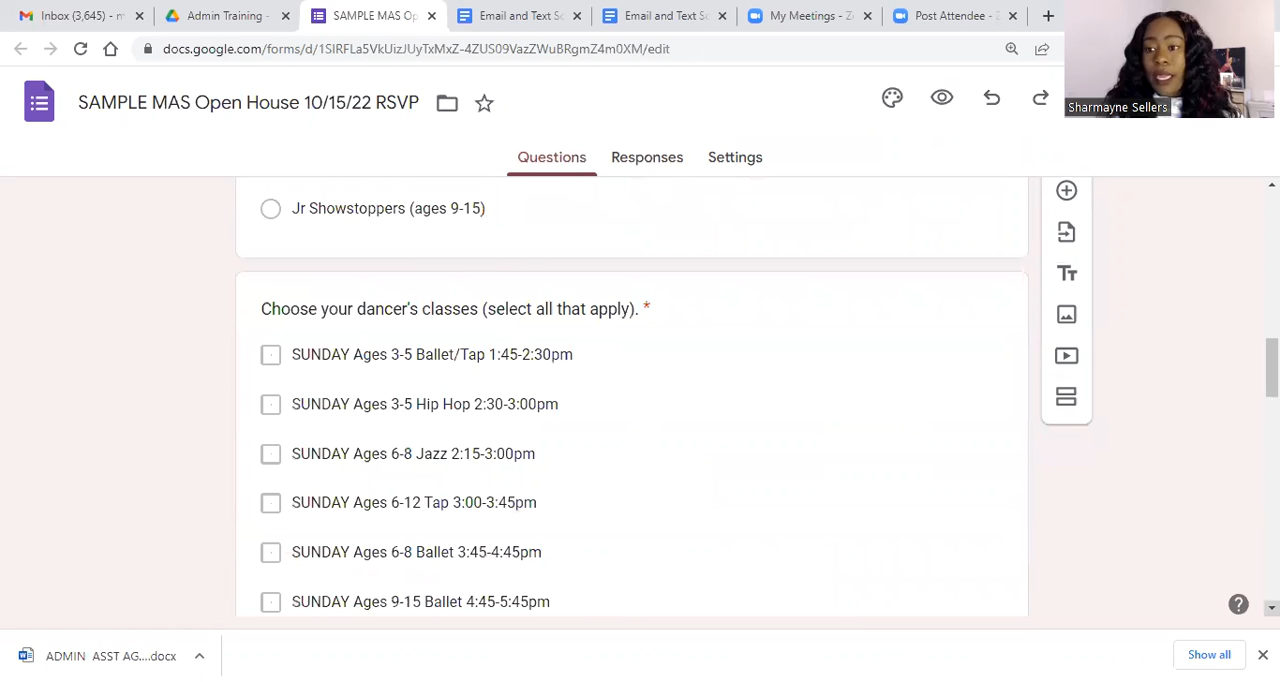 Inbox (3,645) - m
Admin Training -
SAMPLE MAS Op
Email and Text Sc
Email and Text Sc
My Meetings - Z
Post Attendee - Z
docs.google.com/forms/d/1SIRFLa5VkUizJUyTxMxZ-4ZUS09VazZWuBRgmZ4m0XM/edit
SAMPLE MAS Open House 10/15/22 RSVP
Sharmayne Sellers
Questions
Responses
Settings
Jr Showstoppers (ages 9-15)
Choose your dancer's classes (select all that apply). *
SUNDAY Ages 3-5 Ballet/Tap 1:45-2:30pm
SUNDAY Ages 3-5 Hip Hop 2:30-3:00pm
SUNDAY Ages 6-8 Jazz 2:15-3:00pm
SUNDAY Ages 6-12 Tap 3:00-3:45pm
SUNDAY Ages 6-8 Ballet 3:45-4:45pm
SUNDAY Ages 9-15 Ballet 4:45-5:45pm
ADMIN ASST AG....docx
Show all